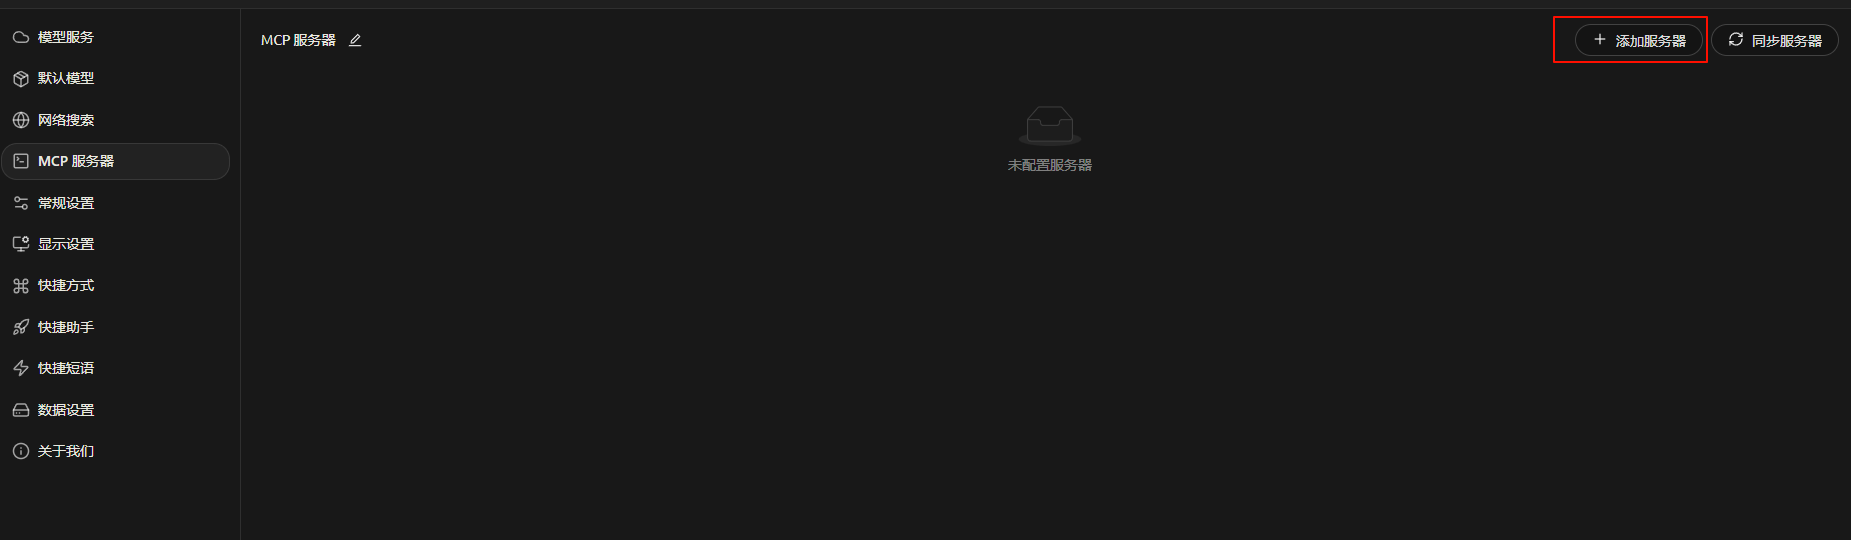 模型服务
默认模型
网络搜索
MCP 服务器
常规设置
显示设置
快捷方式
快捷助手
快捷短语
数据设置
关于我们
MCP 服务器
添加服务器
同步服务器
未配置服务器